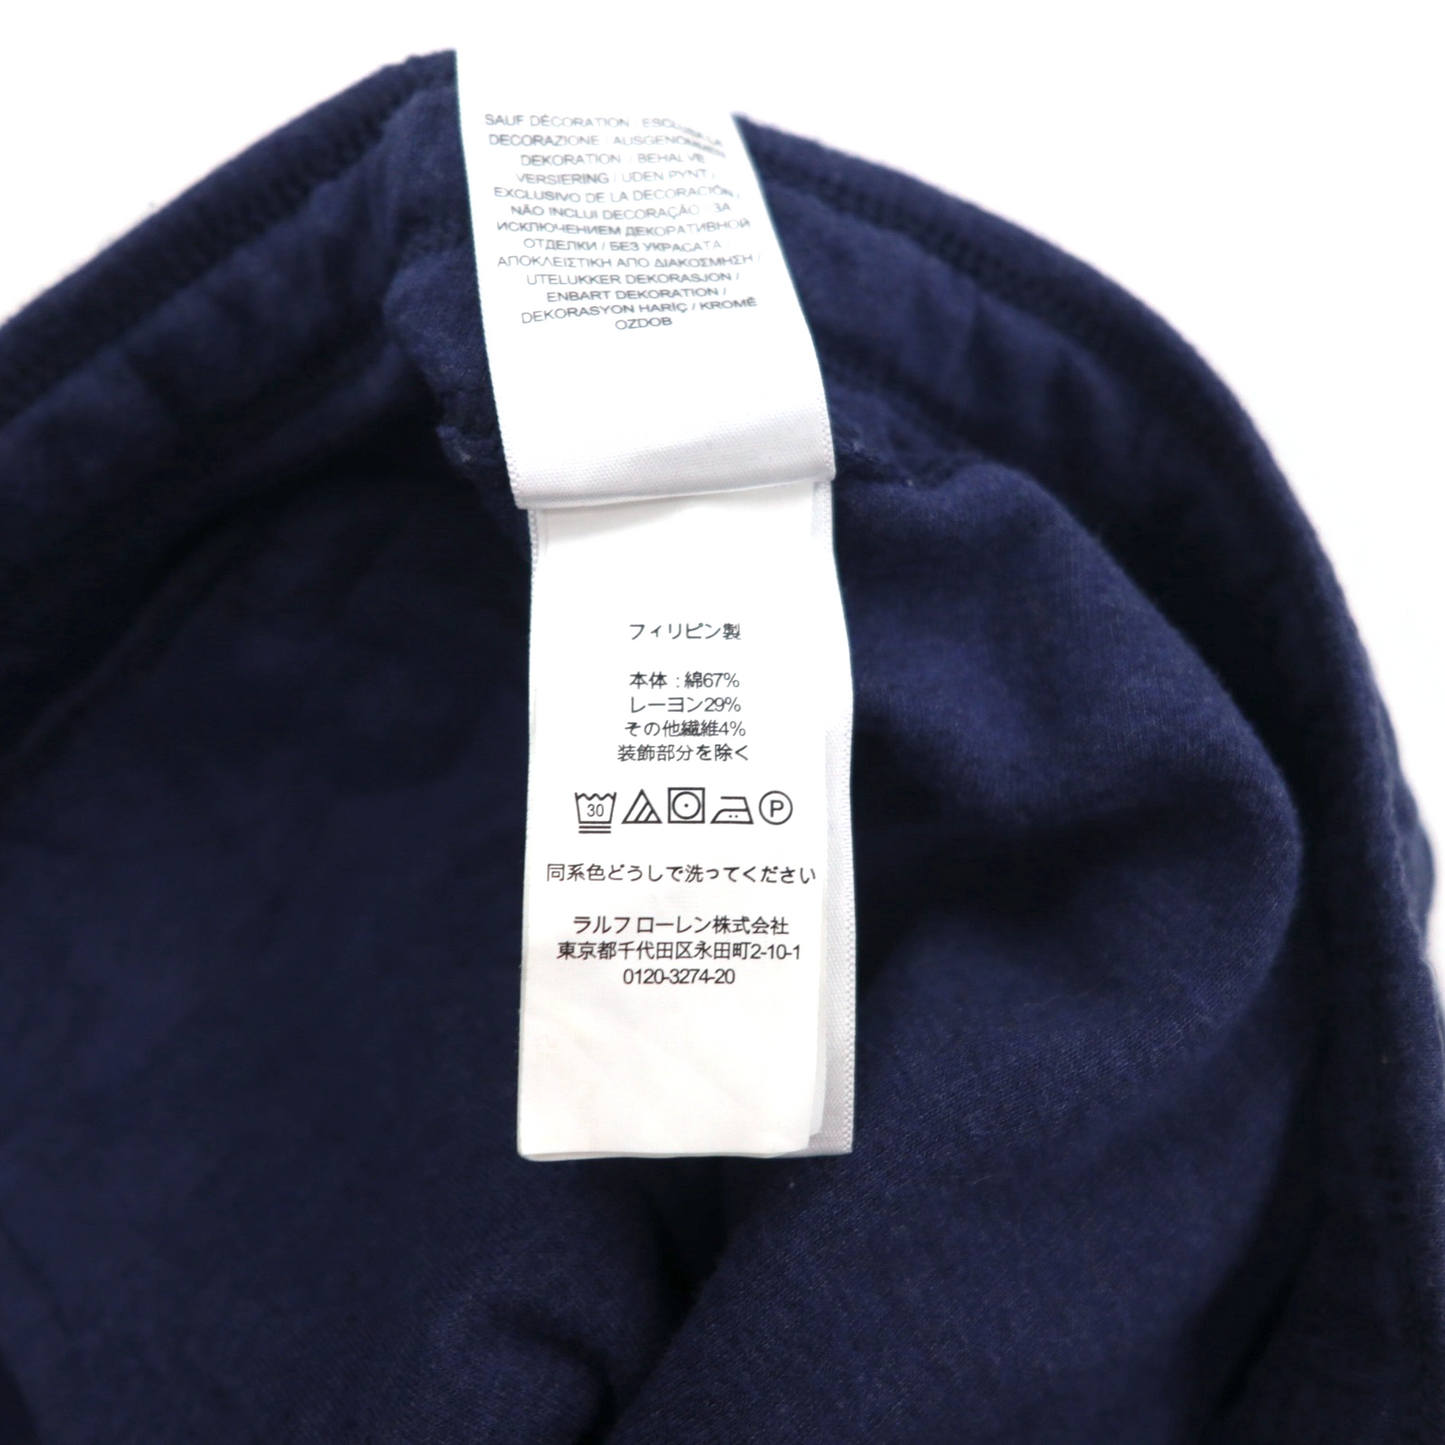 SAUF DÉCORATION / ESCLUSA LA
DECORAZIONE / AUSGENOMMEN
DEKORATION / BEHALVE
VERSIERING / UDEN PYNT /
EXCLUSIVO DE LA DECORACIÓN /
NÃO INCLUI DECORAÇÃO / ЗА
ИСКЛЮЧЕНИЕМ ДЕКОРАТИВНОЙ
ОТДЕЛКИ / БЕЗ УКРАСАТА /
ΑΠΟΚΛΕΙΣΤΙΚΗ ΑΠΟ ΔΙΑΚΟΣΜΗΣΗ /
UTELUKKER DEKORASJON /
ENBART DEKORATION /
DEKORASYON HARİÇ / KROMĚ
OZDOB
フィリピン製
本体 : 綿67%
レーヨン29%
その他繊維4%
装飾部分を除く
30 P
同系色どうしで洗ってください
ラルフ ローレン株式会社
東京都千代田区永田町2-10-1
0120-3274-20